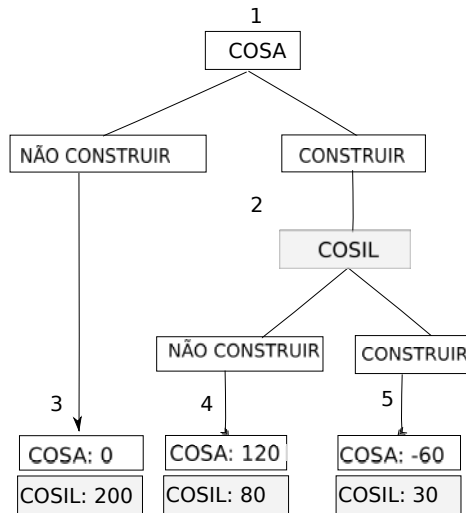 1
COSA
NÃO CONSTRUIR
CONSTRUIR
2
COSIL
NÃO CONSTRUIR
CONSTRUIR
3
4
5
COSA: 0
COSA: 120
COSA: -60
COSIL: 200
COSIL: 80
COSIL: 30